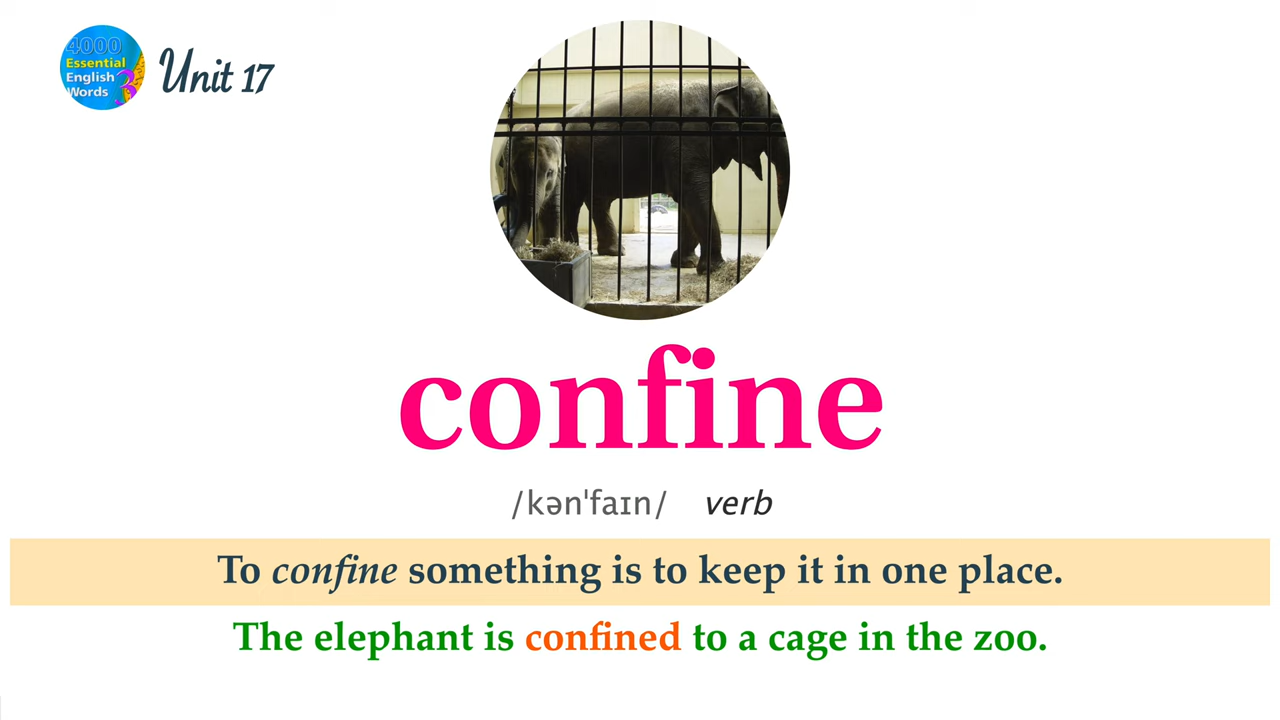 4000
Essential
English
Words 3
Unit 17
confine
/kən'faɪn/ verb
To confine something is to keep it in one place.
The elephant is confined to a cage in the zoo.